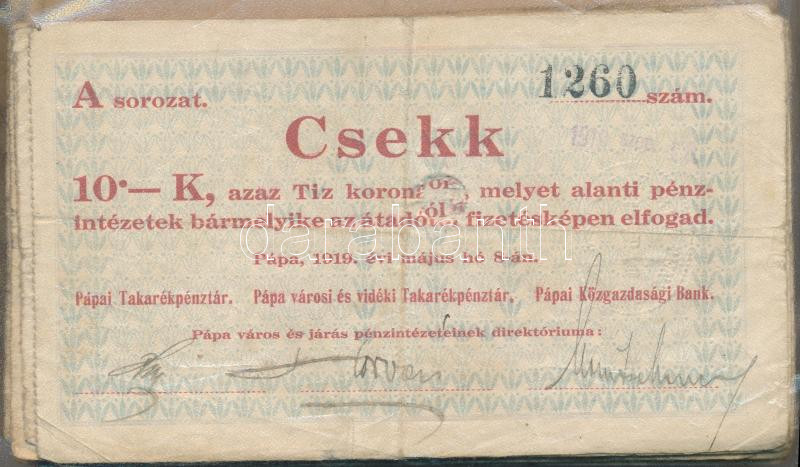 A sorozat. 1260 szám.
Csekk
10·— K, azaz Tiz korona, melyet alanti pénz-
intézetek bármelyike az átadótól fizetésképen elfogad.
darabanth
Pápa, 1919. évi május hó 8-án.
Pápai Takarékpénztár. Pápa városi és vidéki Takarékpénztár. Pápai Közgazdasági Bank.
Pápa város és járás pénzintézeteinek direktóriuma: